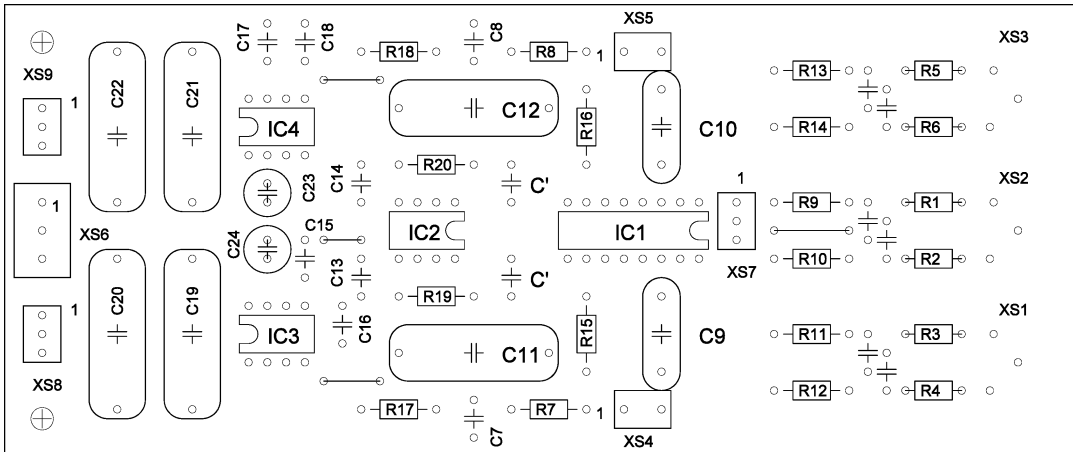 C17
C18
C8
XS5
XS3
R18
R8
1
R13
R5
XS9
1
C22
C21
C12
R16
C10
IC4
R14
R6
R20
C14
C23
C'
1
XS2
1
R9
R1
XS6
C24
C15
IC2
IC1
R10
R2
XS7
C13
C'
C20
C19
R19
XS1
1
C16
IC3
C11
R15
C9
R11
R3
XS8
R12
R4
R17
R7
1
C7
XS4